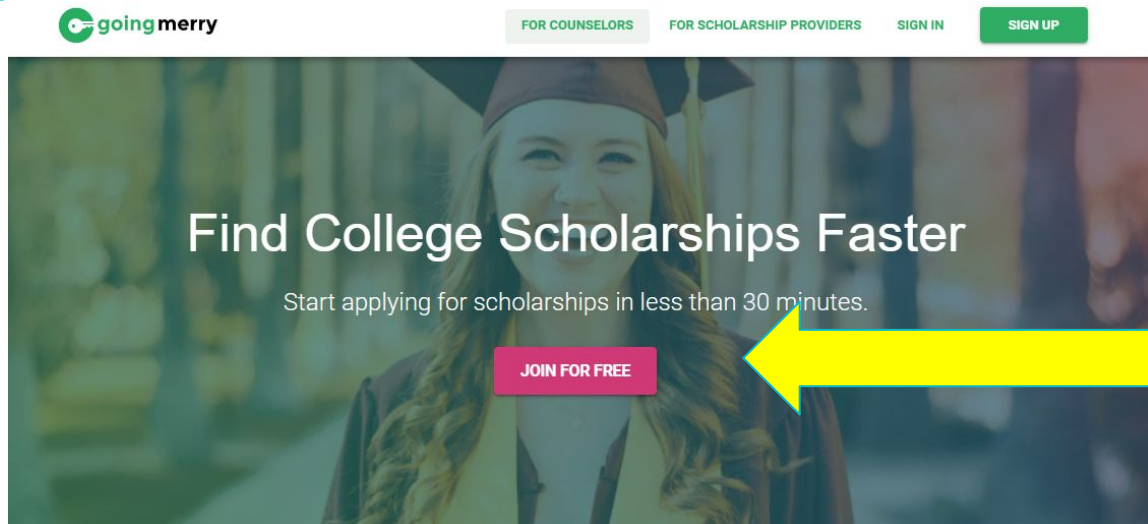 goingmerry
FOR COUNSELORS FOR SCHOLARSHIP PROVIDERS SIGN IN SIGN UP
Find College Scholarships Faster
Start applying for scholarships in less than 30 minutes.
JOIN FOR FREE